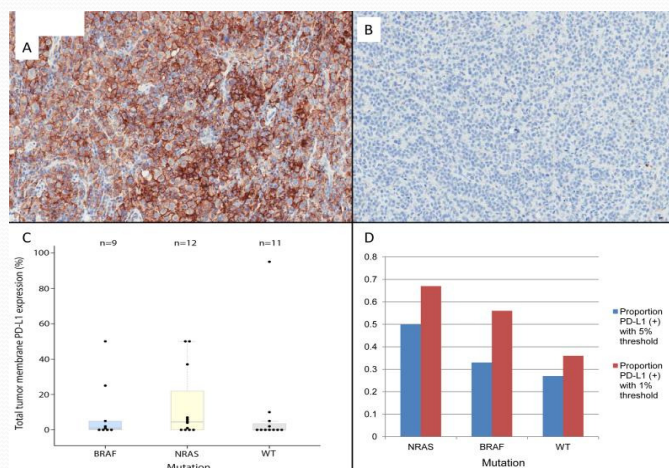 A
B
C
n=9 n=12 n=11
Total tumor membrane PD-L1 expression (%)
100
80
60
40
20
0
BRAF NRAS WT
Mutation
D
0.8
0.7
0.6
0.5
0.4
0.3
0.2
0.1
0
NRAS BRAF WT
Mutation
Proportion
PD-L1 (+)
with 5%
threshold
Proportion
PD-L1 (+)
with 1%
threshold